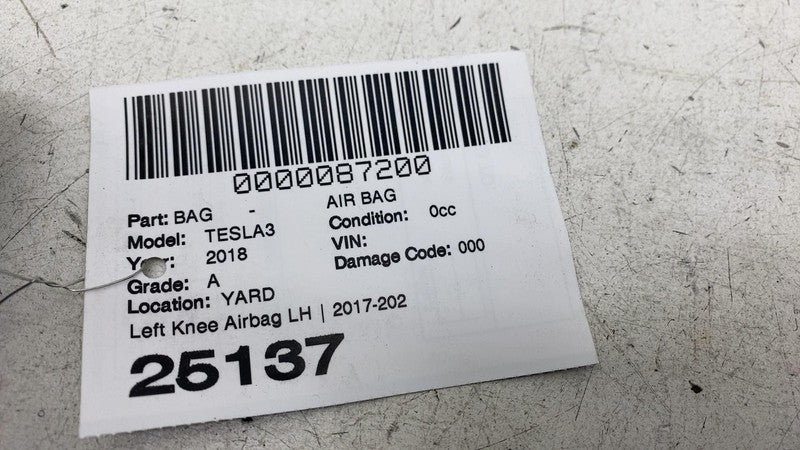 0000087200
Part: BAG - AIR BAG
Model: TESLA3 Condition: 0cc
Year: 2018 VIN:
Grade: A Damage Code: 000
Location: YARD
Left Knee Airbag LH | 2017-202
25137